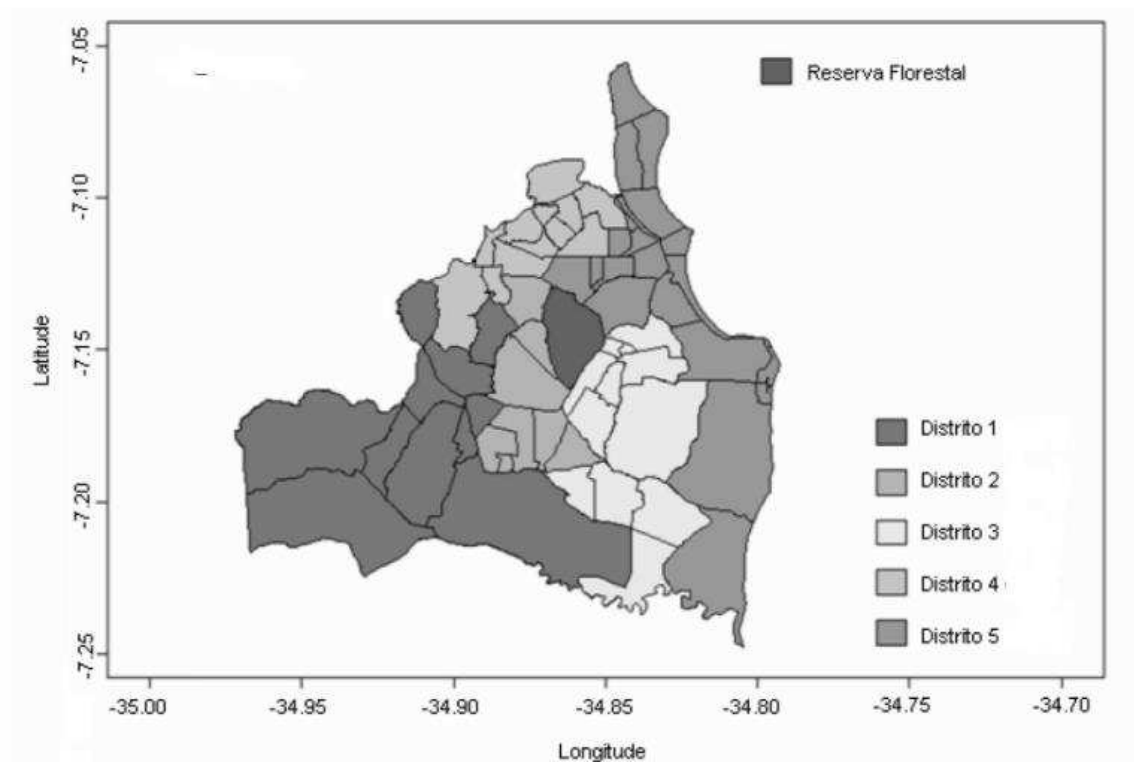 Reserva Florestal
-7.05
-7.10
-7.15
-7.20
-7.25
Latitude
Distrito 1
Distrito 2
Distrito 3
Distrito 4
Distrito 5
-35.00
-34.95
-34.90
-34.85
-34.80
-34.75
-34.70
Longitude